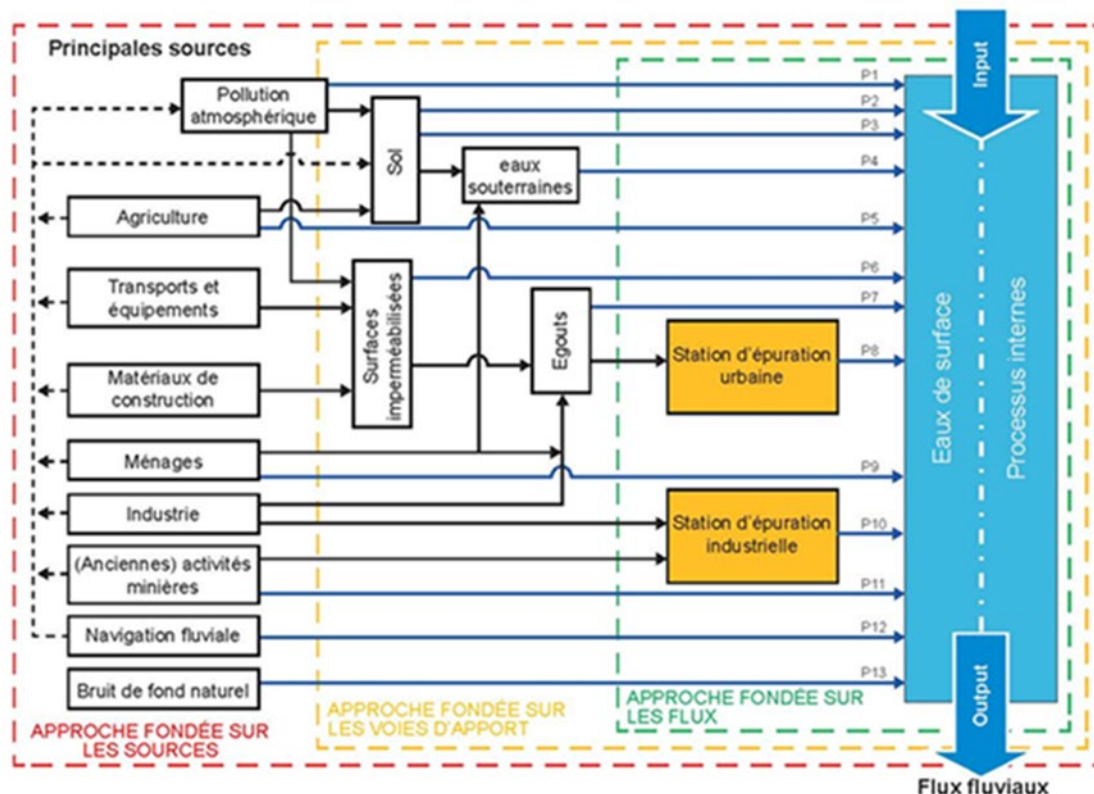 Principales sources
Pollution
atmosphérique
Sol
eaux
souterraines
Agriculture
Transports et
équipements
Surfaces
imperméabilisées
Egouts
Matériaux de
construction
Station d'épuration
urbaine
Ménages
Industrie
Station d'épuration
industrielle
(Anciennes) activités
minières
Navigation fluviale
Bruit de fond naturel
P1
P2
P3
P4
P5
P6
P7
P8
P9
P10
P11
P12
P13
Input
Eaux de surface
Processus internes
Output
APPROCHE FONDÉE SUR
LES SOURCES
APPROCHE FONDÉE SUR
LES VOIES D'APPORT
APPROCHE FONDÉE SUR
LES FLUX
Flux fluviaux